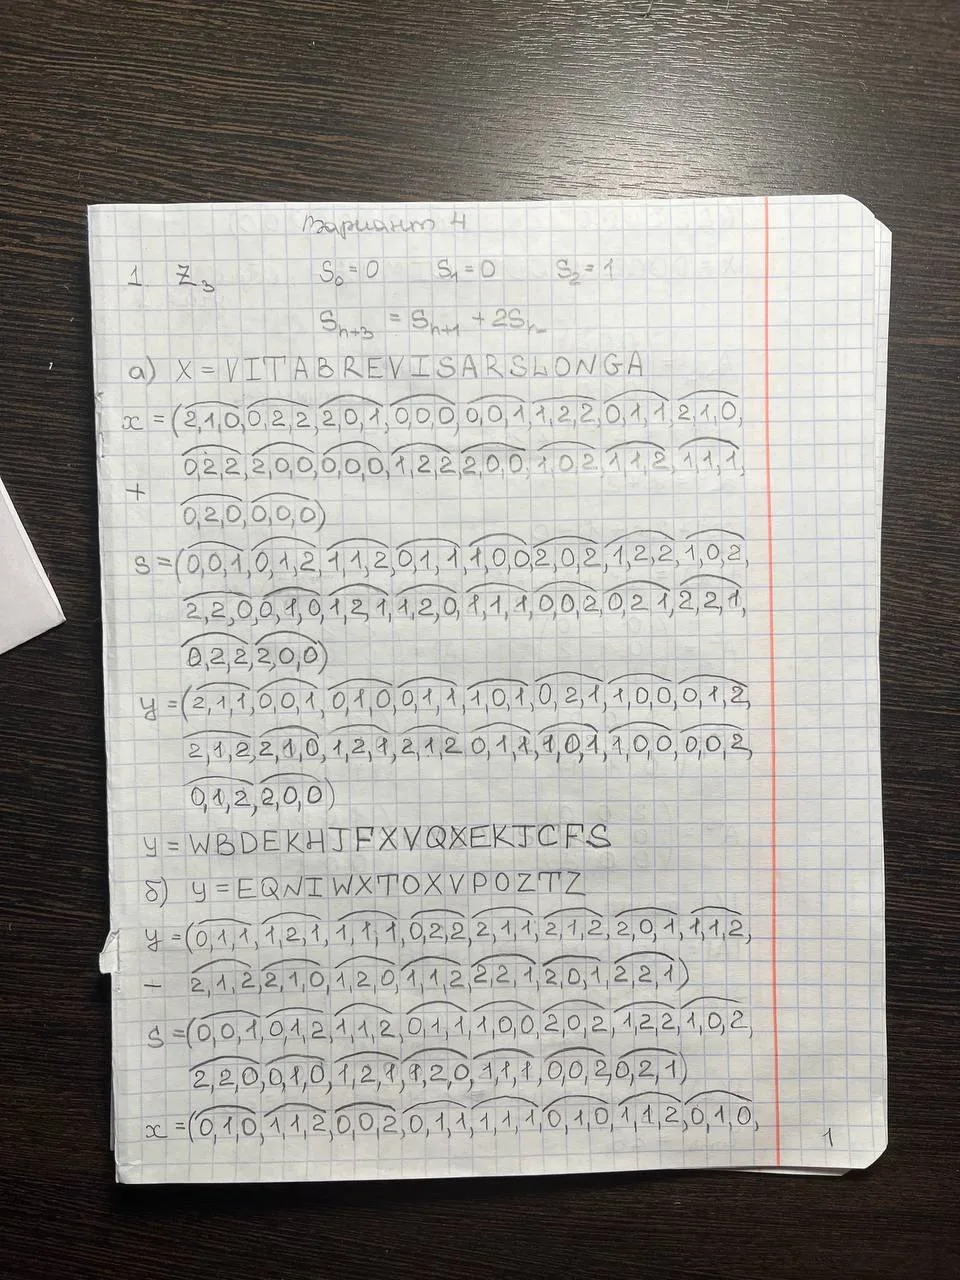 Вариант 4
1 Z₃ S₀ = 0 S₁ = 0 S₂ = 1
Sₙ₊₃ = Sₙ₊₁ + 2Sₙ
а) X = VITABREVISARSLONGA
x = (2,1,0,0,2,2,2,0,1,0,0,0,0,0,1,1,2,2,0,1,1,2,1,0,
0,2,2,2,0,0,0,0,0,1,2,2,2,0,0,1,0,2,1,1,2,1,1,1,
+
0,2,0,0,0,0)
s = (0,0,1,0,1,2,1,1,2,0,1,1,1,0,0,2,0,2,1,2,2,1,0,2,
2,2,0,0,1,0,1,2,1,1,2,0,1,1,1,0,0,2,0,2,1,2,2,1,
0,2,2,2,0,0)
y = (2,1,1,0,0,1,0,1,0,0,1,1,1,0,1,0,2,1,1,0,0,0,1,2,
2,1,2,2,1,0,1,2,1,2,1,2,0,1,1,1,0,1,1,0,0,0,0,2,
0,1,2,2,0,0)
y = WBDEKHJFXVQXEKJCFS
б) y = EQNIWXTOXVPOZTZ
y = (0,1,1,1,2,1,1,1,1,0,2,2,2,1,1,2,1,2,2,0,1,1,1,2,
− 2,1,2,2,1,0,1,2,0,1,1,2,2,2,1,2,0,1,2,2,1)
s = (0,0,1,0,1,2,1,1,2,0,1,1,1,0,0,2,0,2,1,2,2,1,0,2,
2,2,0,0,1,0,1,2,1,1,2,0,1,1,1,0,0,2,0,2,1)
x = (0,1,0,1,1,2,0,0,2,0,1,1,1,1,1,0,1,0,1,1,2,0,1,0,
1